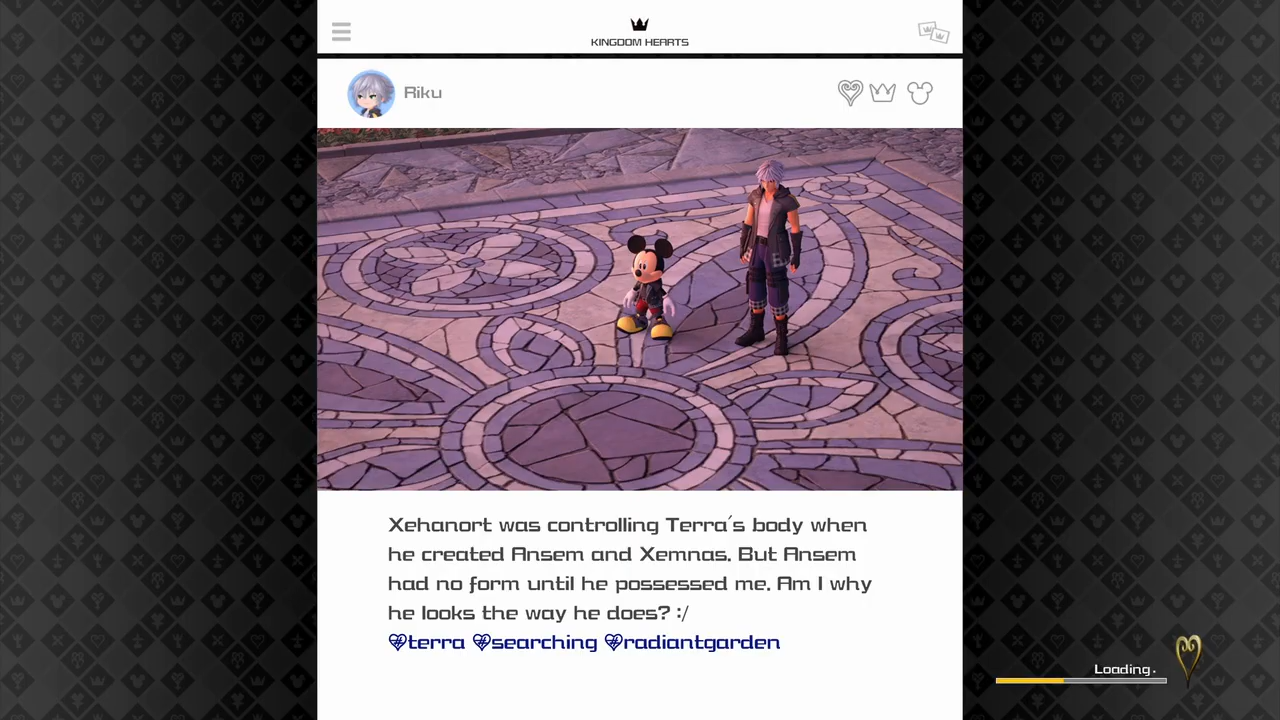 KINGDOM HEARTS
Riku
Xehanort was controlling Terra's body when
he created Ansem and Xemnas. But Ansem
had no form until he possessed me. Am I why
he looks the way he does? :/
#terra #searching #radiantgarden
Loading.